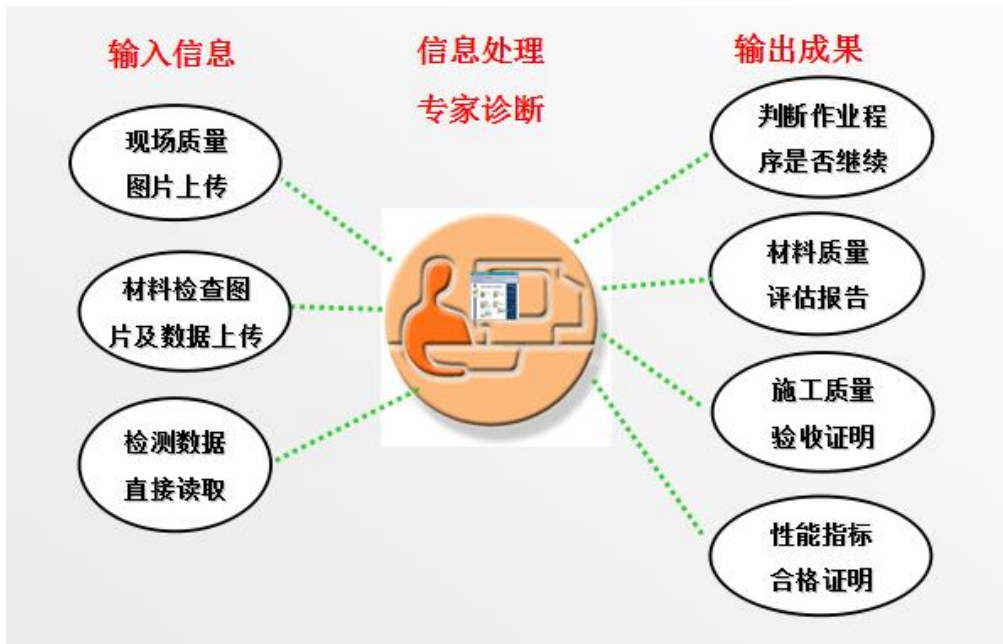 输入信息
现场质量
图片上传
材料检查图
片及数据上传
检测数据
直接读取
信息处理
专家诊断
输出成果
判断作业程
序是否继续
材料质量
评估报告
施工质量
验收证明
性能指标
合格证明